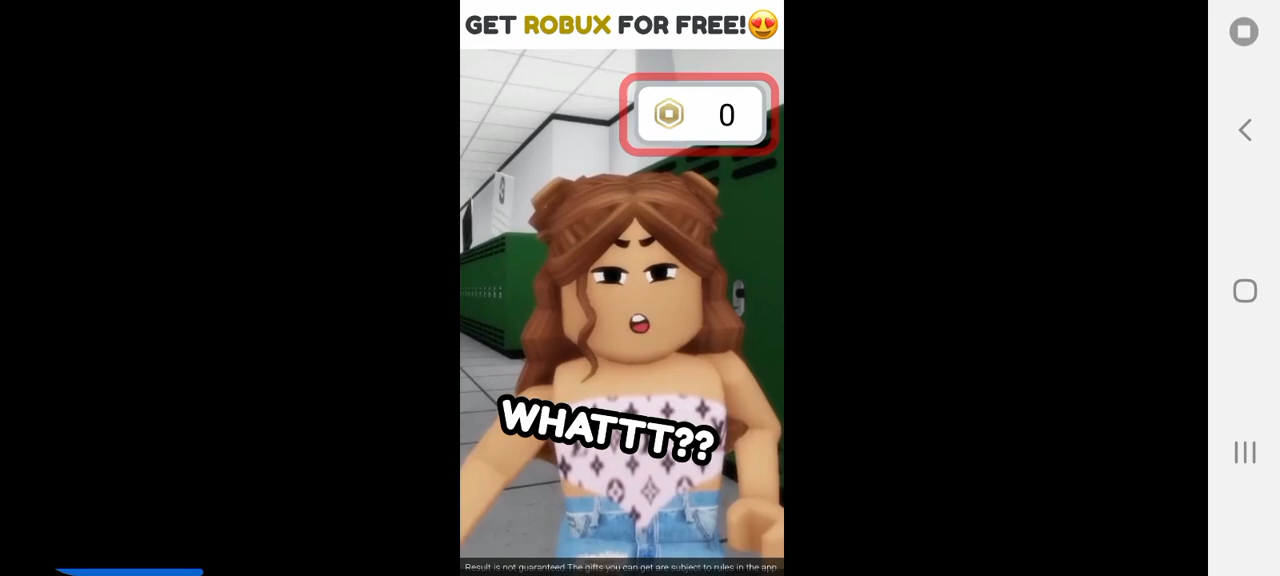 GET ROBUX FOR FREE!
0
WHATTT??
Result is not guaranteed.The gifts you can get are subject to rules in the app